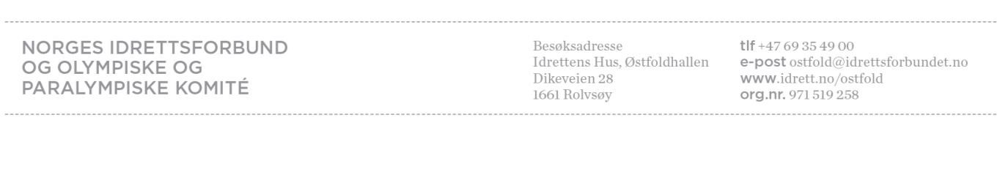 NORGES IDRETTSFORBUND
OG OLYMPISKE OG
PARALYMPISKE KOMITÉ
Besøksadresse
Idrettens Hus, Østfoldhallen
Dikeveien 28
1661 Rolvsøy
tlf +47 69 35 49 00
e-post ostfold@idrettsforbundet.no
www.idrett.no/ostfold
org.nr. 971 519 258